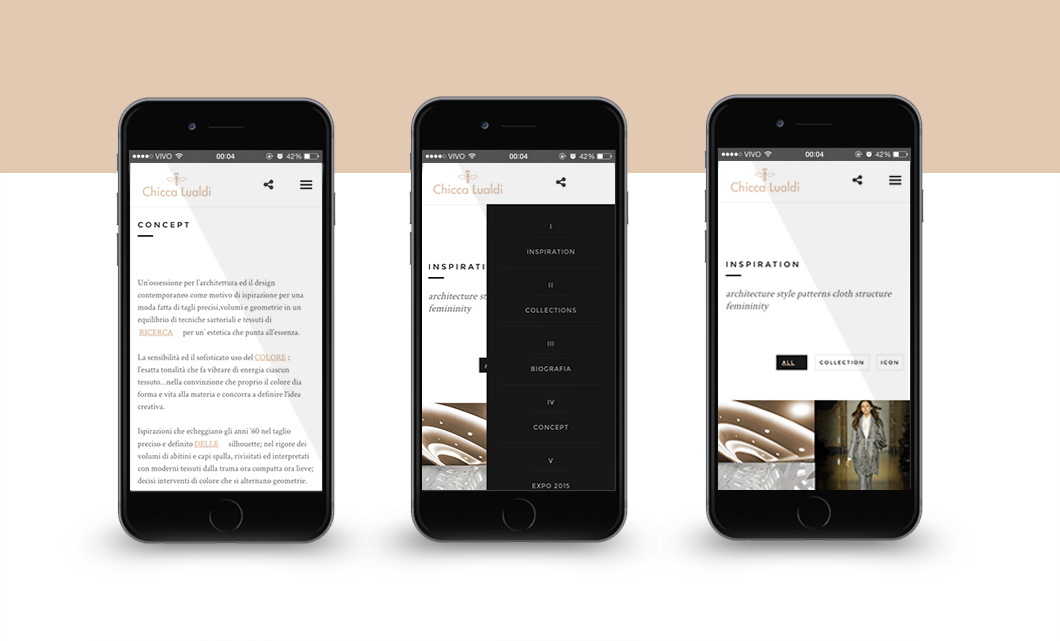 VIVO 00:04 42%
Chicca Lualdi
CONCEPT
Un'ossessione per l'architettura ed il design
contemporaneo come motivo di ispirazione per una
moda fatta di tagli precisi,volumi e geometrie in un
equilibrio di tecniche sartoriali e tessuti di
RICERCA per un' estetica che punta all'essenza.
La sensibilità ed il sofisticato uso del COLORE :
l'esatta tonalità che fa vibrare di energia ciascun
tessuto...nella convinzione che proprio il colore dia
forma e vita alla materia e concorra a definire l'idea
creativa.
Ispirazioni che echeggiano gli anni '60 nel taglio
preciso e definito DELLE silhouette; nel rigore dei
volumi di abitini e capi spalla, rivisitati ed interpretati
con moderni tessuti dalla trama ora compatta ora lieve;
decisi interventi di colore che si alternano geometrie.
VIVO 00:04 42%
Chicca Lualdi
INSPIRATI
architecture st
femininity
A
I
INSPIRATION
II
COLLECTIONS
III
BIOGRAFIA
IV
CONCEPT
V
EXPO 2015
VIVO 00:04 42%
Chicca Lualdi
INSPIRATION
architecture style patterns cloth structure
femininity
ALL COLLECTION ICON